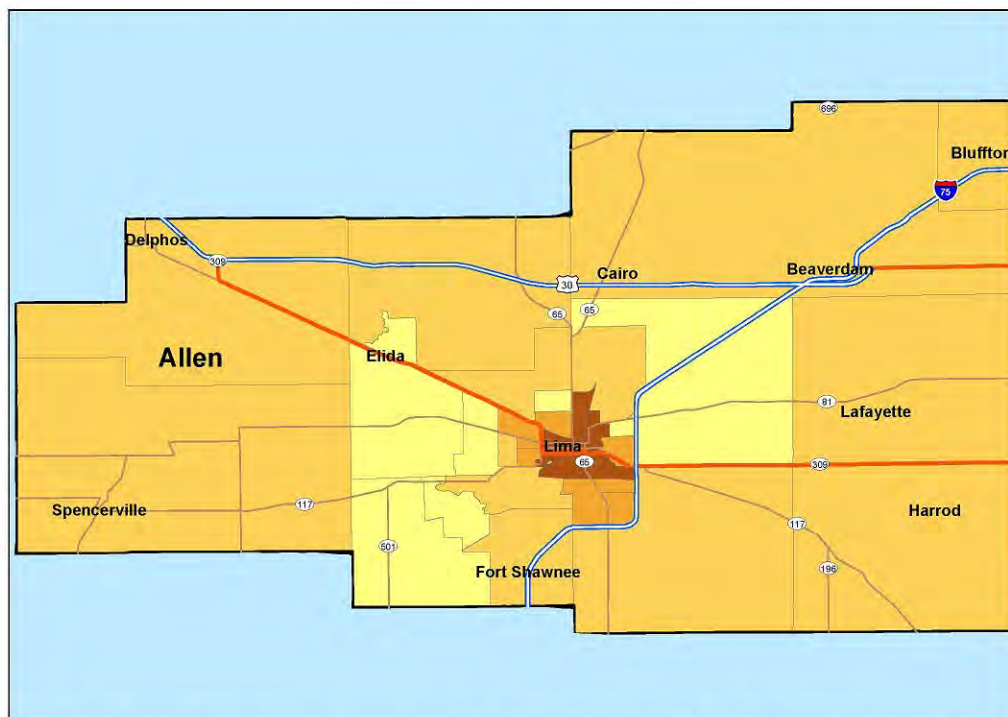 696
Bluffton
75
Delphos
309
Cairo
Beaverdam
30
65
65
Allen
Elida
81
Lafayette
Lima
65
309
Spencerville
117
Harrod
117
501
Fort Shawnee
196